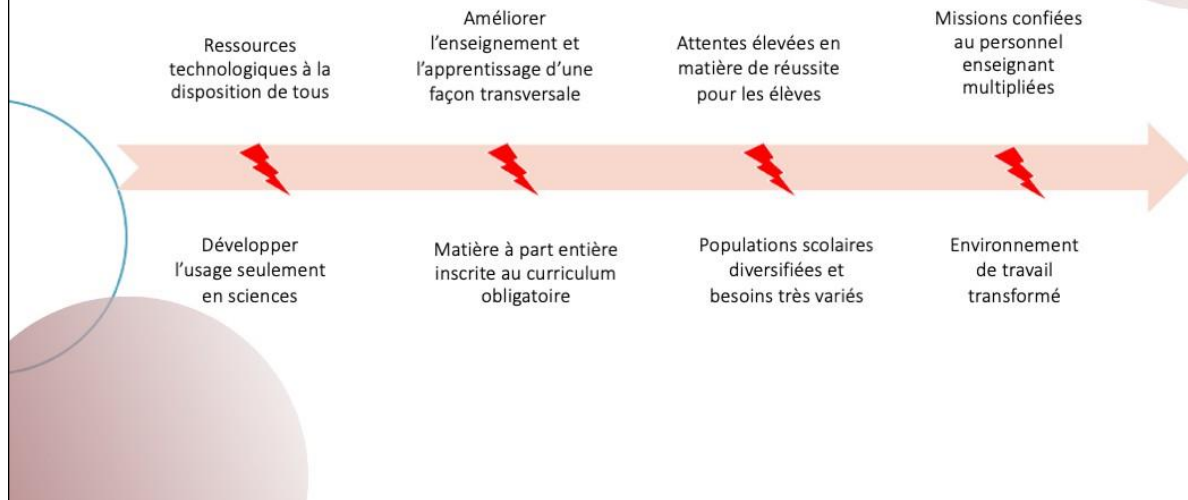 Ressources
technologiques à la
disposition de tous
Améliorer
l'enseignement et
l'apprentissage d'une
façon transversale
Attentes élevées en
matière de réussite
pour les élèves
Missions confiées
au personnel
enseignant
multipliées
Développer
l'usage seulement
en sciences
Matière à part entière
inscrite au curriculum
obligatoire
Populations scolaires
diversifiées et
besoins très variés
Environnement
de travail
transformé